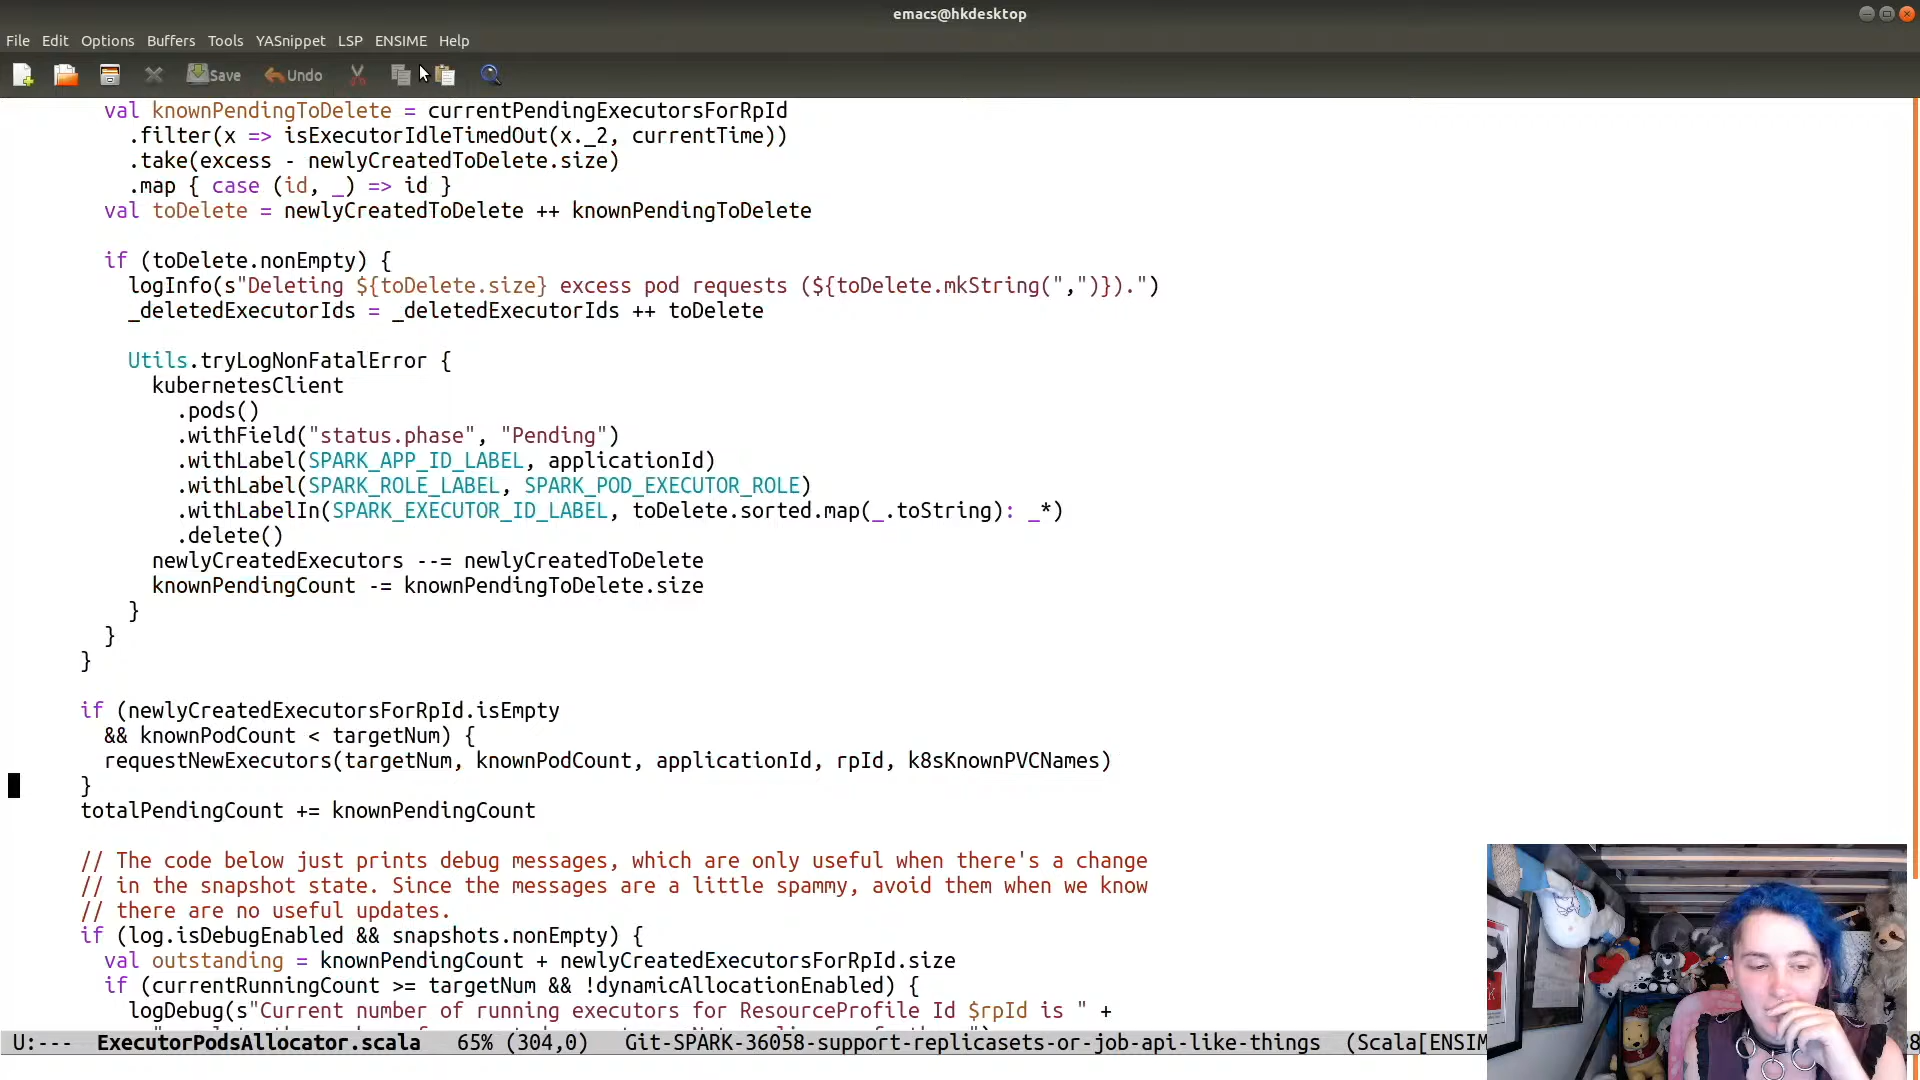 emacs@hkdesktop
File Edit Options Buffers Tools YASnippet LSP ENSIME Help
Save Undo
val knownPendingToDelete = currentPendingExecutorsForRpId
.filter(x => isExecutorIdleTimedOut(x._2, currentTime))
.take(excess - newlyCreatedToDelete.size)
.map { case (id, _) => id }
val toDelete = newlyCreatedToDelete ++ knownPendingToDelete
if (toDelete.nonEmpty) {
logInfo(s"Deleting ${toDelete.size} excess pod requests (${toDelete.mkString(",")}).")
_deletedExecutorIds = _deletedExecutorIds ++ toDelete
Utils.tryLogNonFatalError {
kubernetesClient
.pods()
.withField("status.phase", "Pending")
.withLabel(SPARK_APP_ID_LABEL, applicationId)
.withLabel(SPARK_ROLE_LABEL, SPARK_POD_EXECUTOR_ROLE)
.withLabelIn(SPARK_EXECUTOR_ID_LABEL, toDelete.sorted.map(_.toString): _*)
.delete()
newlyCreatedExecutors --= newlyCreatedToDelete
knownPendingCount -= knownPendingToDelete.size
}
}
}
if (newlyCreatedExecutorsForRpId.isEmpty
&& knownPodCount < targetNum) {
requestNewExecutors(targetNum, knownPodCount, applicationId, rpId, k8sKnownPVCNames)
}
totalPendingCount += knownPendingCount
// The code below just prints debug messages, which are only useful when there's a change
// in the snapshot state. Since the messages are a little spammy, avoid them when we know
// there are no useful updates.
if (log.isDebugEnabled && snapshots.nonEmpty) {
val outstanding = knownPendingCount + newlyCreatedExecutorsForRpId.size
if (currentRunningCount >= targetNum && !dynamicAllocationEnabled) {
logDebug(s"Current number of running executors for ResourceProfile Id $rpId is " +
U:--- ExecutorPodsAllocator.scala 65% (304,0) Git-SPARK-36058-support-replicasets-or-job-api-like-things (Scala[ENSIM